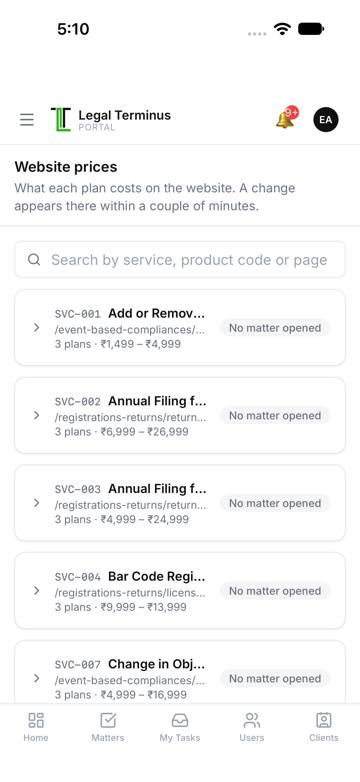 5:10
Legal Terminus
PORTAL
9+
EA
Website prices
What each plan costs on the website. A change
appears there within a couple of minutes.
Search by service, product code or page
SVC-001 Add or Remov...
/event-based-compliances/...
3 plans · ₹1,499 – ₹4,999
No matter opened
SVC-002 Annual Filing f...
/registrations-returns/return...
3 plans · ₹6,999 – ₹26,999
No matter opened
SVC-003 Annual Filing f...
/registrations-returns/return...
3 plans · ₹4,999 – ₹24,999
No matter opened
SVC-004 Bar Code Regi...
/registrations-returns/licens...
3 plans · ₹9,999 – ₹13,999
No matter opened
SVC-007 Change in Obj...
/event-based-compliances/...
3 plans · ₹4,999 – ₹16,999
No matter opened
Home
Matters
My Tasks
Users
Clients